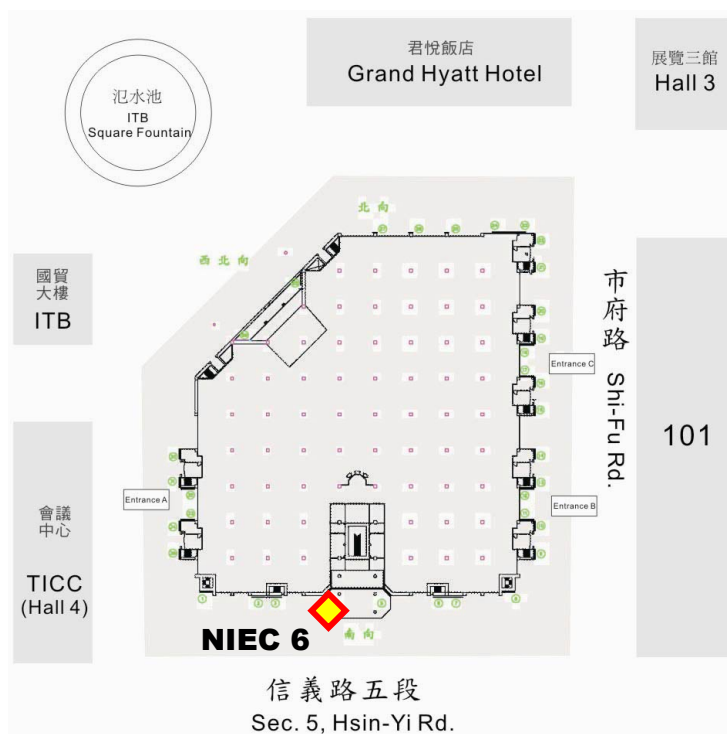 君悅飯店
Grand Hyatt Hotel
展覽三館
Hall 3
氾水池
ITB
Square Fountain
北向
西北向
國貿
大樓
ITB
市府路 Shi-Fu Rd.
Entrance C
101
Entrance A
Entrance B
會議
中心
TICC
(Hall 4)
NIEC 6
南向
信義路五段
Sec. 5, Hsin-Yi Rd.